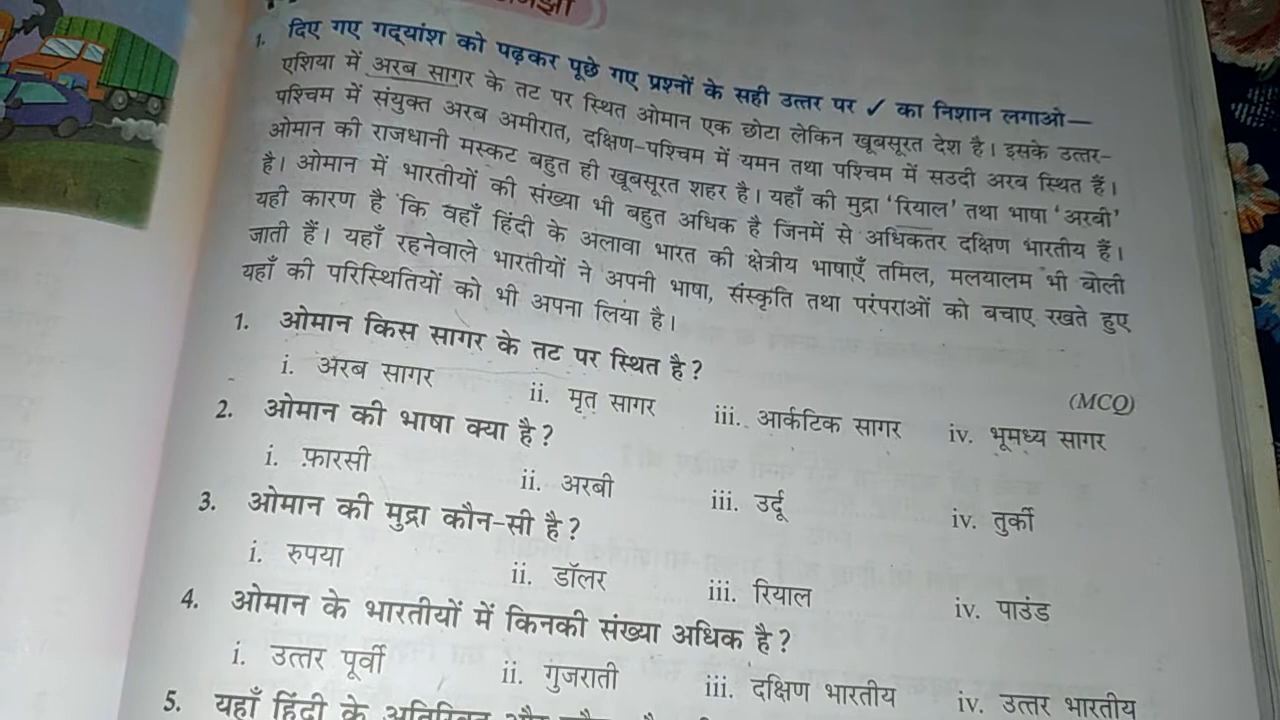 1. दिए गए गद्यांश को पढ़कर पूछे गए प्रश्नों के सही उत्तर पर ✓ का निशान लगाओ—
एशिया में अरब सागर के तट पर स्थित ओमान एक छोटा लेकिन खूबसूरत देश है। इसके उत्तर-
पश्चिम में संयुक्त अरब अमीरात, दक्षिण-पश्चिम में यमन तथा पश्चिम में सउदी अरब स्थित हैं।
ओमान की राजधानी मस्कट बहुत ही खूबसूरत शहर है। यहाँ की मुद्रा ‘रियाल’ तथा भाषा ‘अरबी’
है। ओमान में भारतीयों की संख्या भी बहुत अधिक है जिनमें से अधिकतर दक्षिण भारतीय हैं।
यही कारण है कि वहाँ हिंदी के अलावा भारत की क्षेत्रीय भाषाएँ तमिल, मलयालम भी बोली
जाती हैं। यहाँ रहनेवाले भारतीयों ने अपनी भाषा, संस्कृति तथा परंपराओं को बचाए रखते हुए
यहाँ की परिस्थितियों को भी अपना लिया है।
1. ओमान किस सागर के तट पर स्थित है? (MCQ)
i. अरब सागर ii. मृत सागर iii. आर्कटिक सागर iv. भूमध्य सागर
2. ओमान की भाषा क्या है?
i. फ़ारसी ii. अरबी iii. उर्दू iv. तुर्की
3. ओमान की मुद्रा कौन-सी है?
i. रुपया ii. डॉलर iii. रियाल iv. पाउंड
4. ओमान के भारतीयों में किनकी संख्या अधिक है?
i. उत्तर पूर्वी ii. गुजराती iii. दक्षिण भारतीय iv. उत्तर भारतीय
5. यहाँ हिंदी के